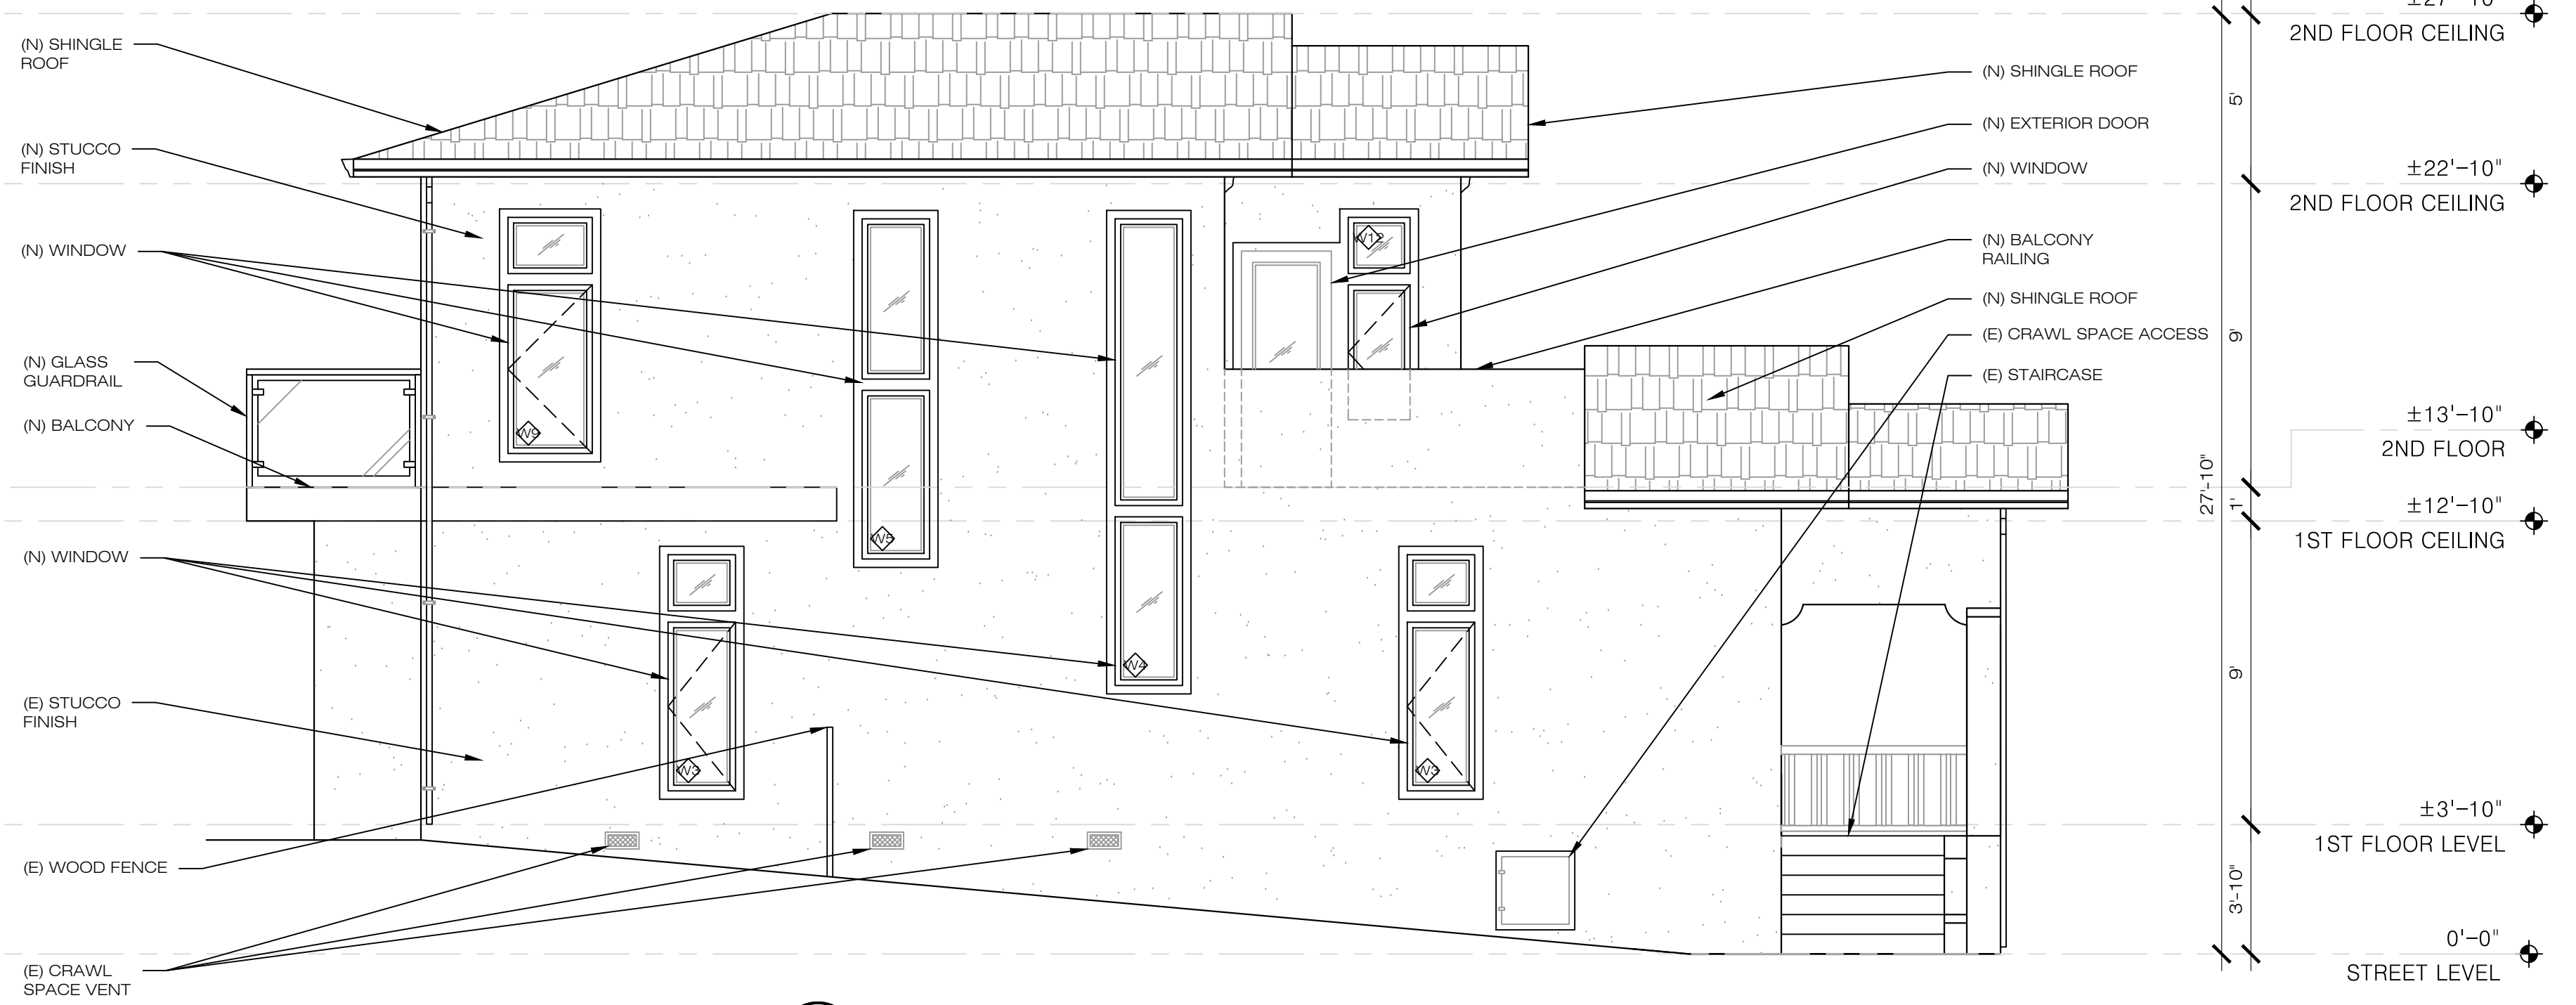 (N) SHINGLE
ROOF
(N) STUCCO
FINISH
(N) WINDOW
(N) GLASS
GUARDRAIL
(N) BALCONY
(N) WINDOW
(E) STUCCO
FINISH
(E) WOOD FENCE
(E) CRAWL
SPACE VENT
W9
W5
W4
W12
W3
W3
(N) SHINGLE ROOF
(N) EXTERIOR DOOR
(N) WINDOW
(N) BALCONY
RAILING
(N) SHINGLE ROOF
(E) CRAWL SPACE ACCESS
(E) STAIRCASE
27'-10"
5'
9'
1'
9'
3'-10"
±27'-10"
2ND FLOOR CEILING
±22'-10"
2ND FLOOR CEILING
±13'-10"
2ND FLOOR
±12'-10"
1ST FLOOR CEILING
±3'-10"
1ST FLOOR LEVEL
0'-0"
STREET LEVEL